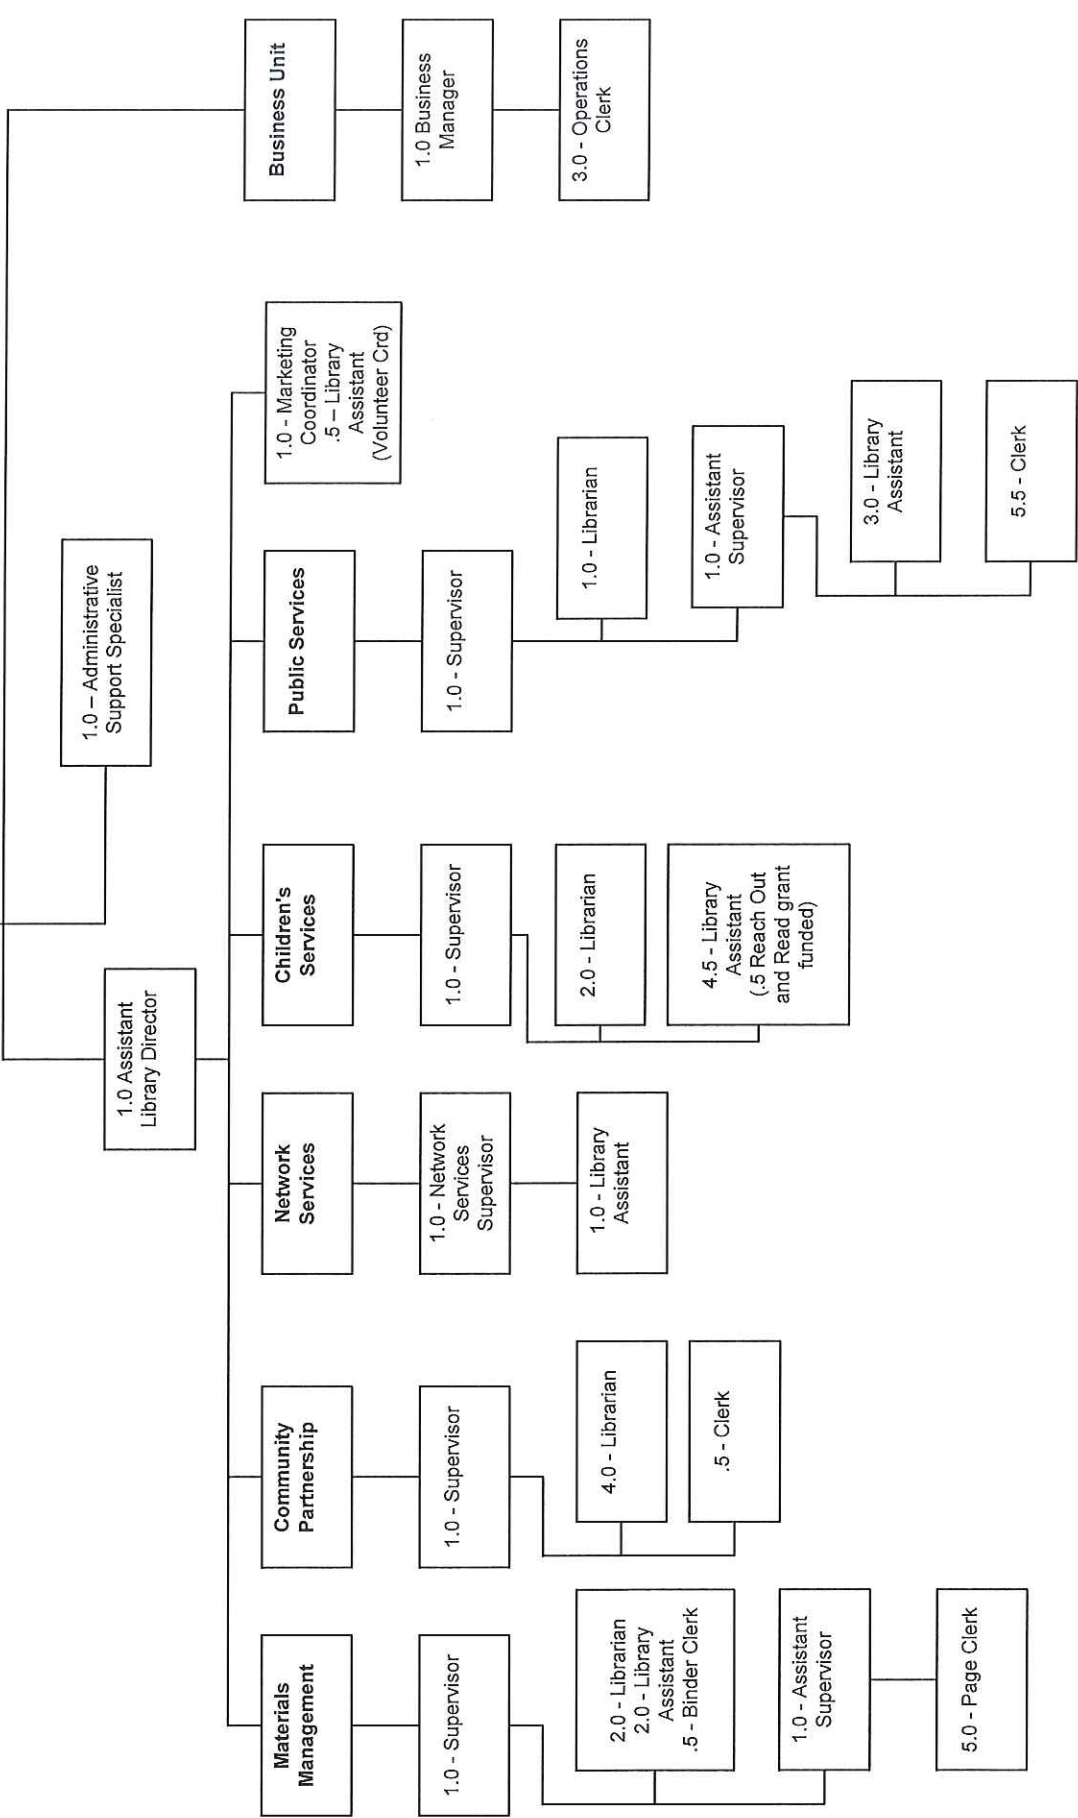 1.0 – Administrative
Support Specialist
1.0 Assistant
Library Director
Materials
Management
1.0 - Supervisor
2.0 - Librarian
2.0 - Library
Assistant
.5 - Binder Clerk
1.0 - Assistant
Supervisor
5.0 - Page Clerk
Community
Partnership
1.0 - Supervisor
4.0 - Librarian
.5 - Clerk
Network
Services
1.0 - Network
Services
Supervisor
1.0 - Library
Assistant
Children's
Services
1.0 - Supervisor
2.0 - Librarian
4.5 - Library
Assistant
(.5 Reach Out
and Read grant
funded)
Public Services
1.0 - Supervisor
1.0 - Librarian
1.0 - Assistant
Supervisor
3.0 - Library
Assistant
5.5 - Clerk
1.0 - Marketing
Coordinator
.5 – Library
Assistant
(Volunteer Crd)
Business Unit
1.0 Business
Manager
3.0 - Operations
Clerk